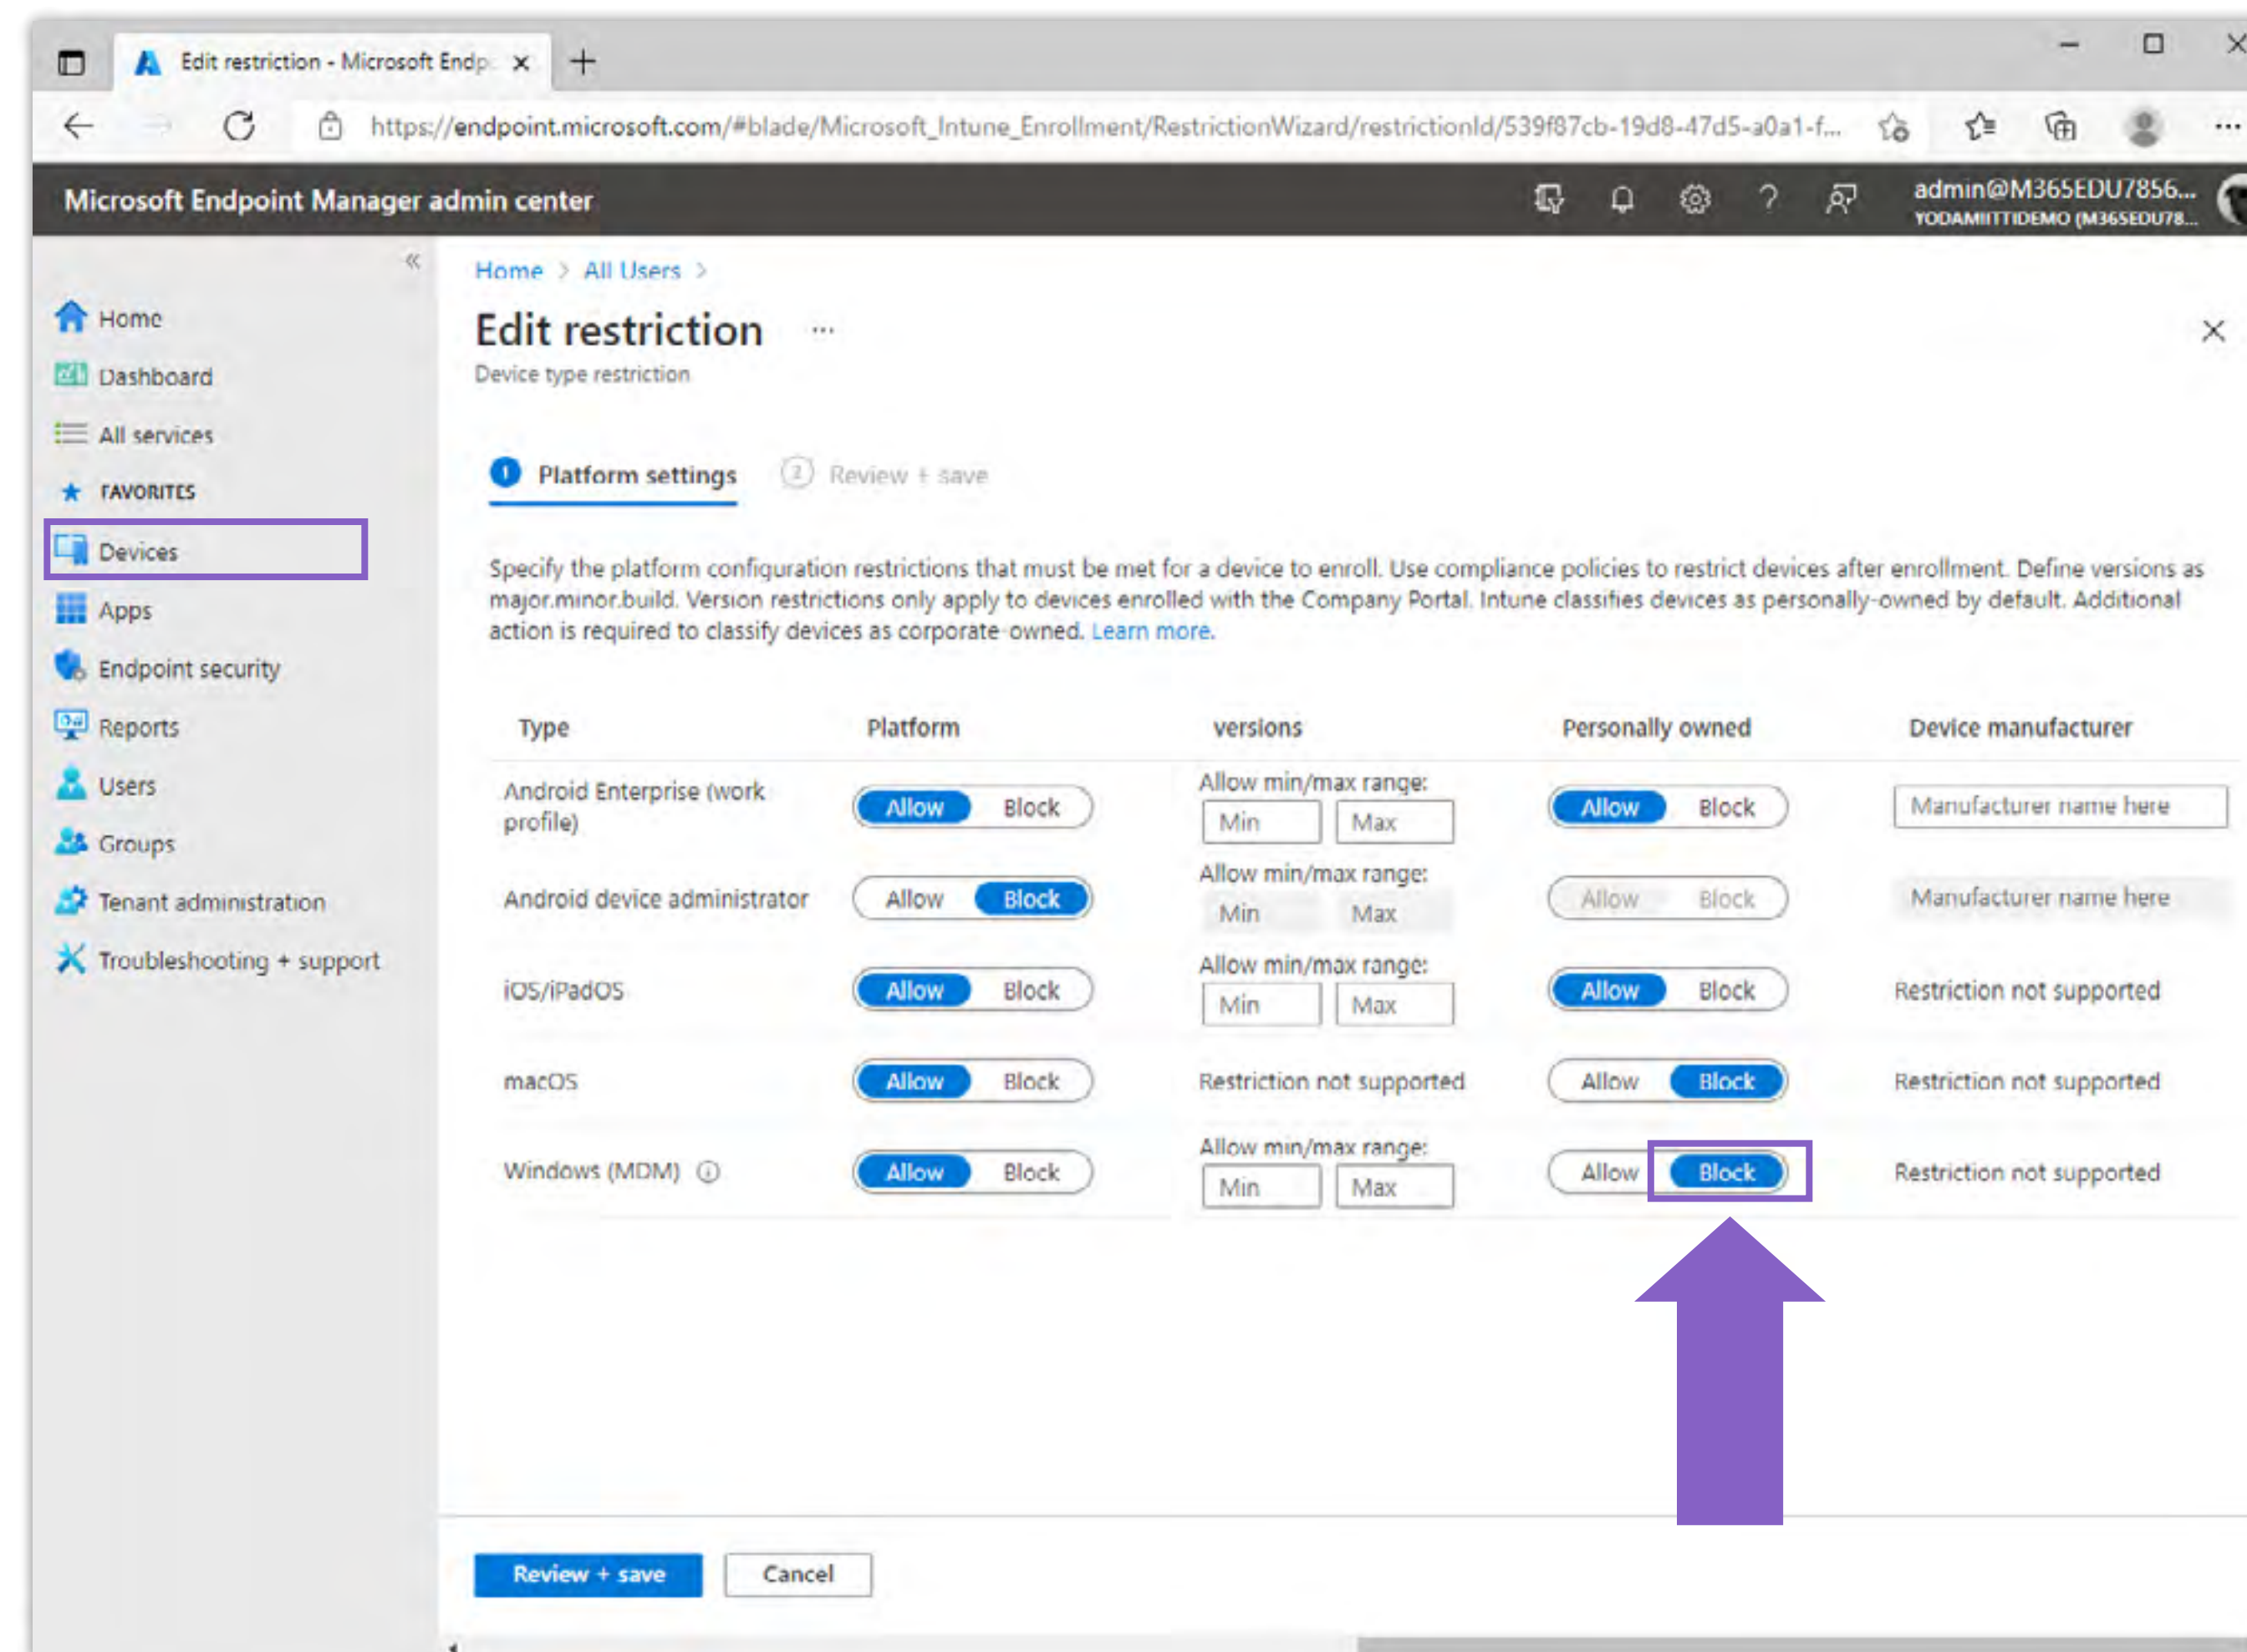 Edit restriction - Microsoft Endp
https://endpoint.microsoft.com/#blade/Microsoft_Intune_Enrollment/RestrictionWizard/restrictionId/539f87cb-19d8-47d5-a0a1-f...
Microsoft Endpoint Manager admin center
admin@M365EDU7856...
YODAMIITTIDEMO (M365EDU78...
Home
Dashboard
All services
FAVORITES
Devices
Apps
Endpoint security
Reports
Users
Groups
Tenant administration
Troubleshooting + support
Home > All Users >
Edit restriction ...
Device type restriction
1 Platform settings 2 Review + save
Specify the platform configuration restrictions that must be met for a device to enroll. Use compliance policies to restrict devices after enrollment. Define versions as
major.minor.build. Version restrictions only apply to devices enrolled with the Company Portal. Intune classifies devices as personally-owned by default. Additional
action is required to classify devices as corporate-owned. Learn more.
Type Platform versions Personally owned Device manufacturer
Android Enterprise (work
profile)
Allow Block
Allow min/max range:
Min Max
Allow Block
Manufacturer name here
Android device administrator
Allow Block
Allow min/max range:
Min Max
Allow Block
Manufacturer name here
iOS/iPadOS
Allow Block
Allow min/max range:
Min Max
Allow Block
Restriction not supported
macOS
Allow Block
Restriction not supported
Allow Block
Restriction not supported
Windows (MDM)
Allow Block
Allow min/max range:
Min Max
Allow Block
Restriction not supported
Review + save Cancel